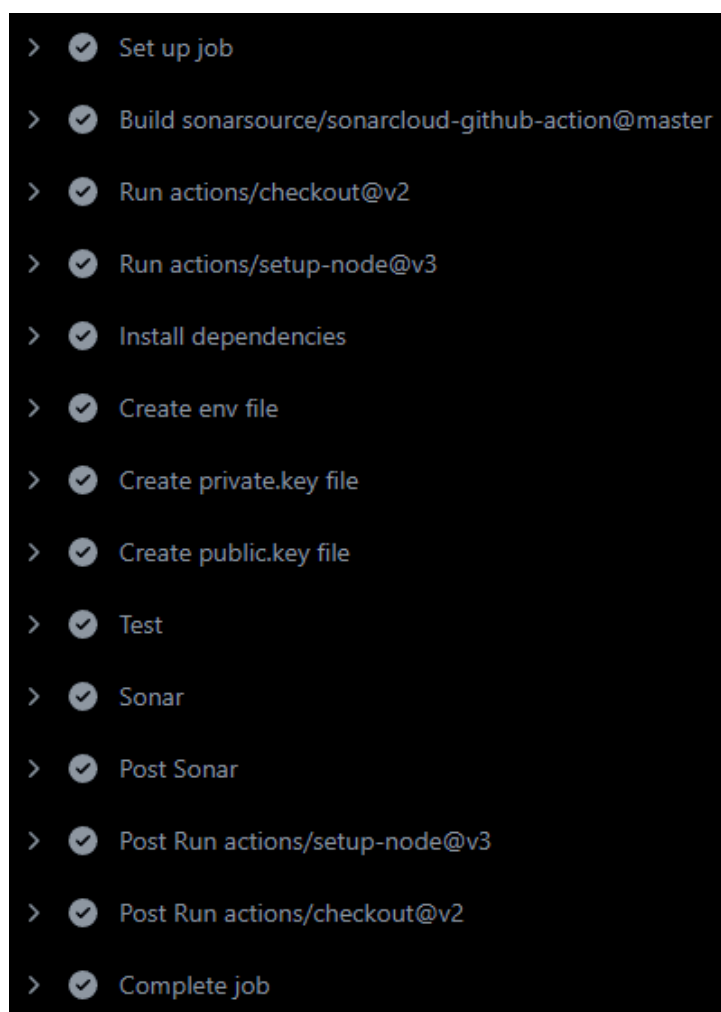 Set up job
Build sonarsource/sonarcloud-github-action@master
Run actions/checkout@v2
Run actions/setup-node@v3
Install dependencies
Create env file
Create private.key file
Create public.key file
Test
Sonar
Post Sonar
Post Run actions/setup-node@v3
Post Run actions/checkout@v2
Complete job